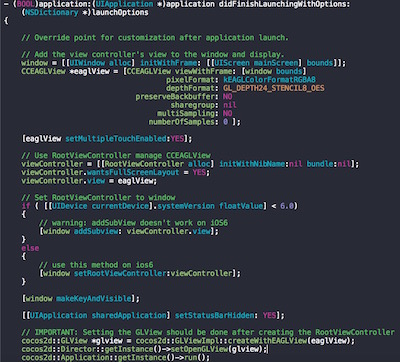 - (BOOL)application:(UIApplication *)application didFinishLaunchingWithOptions:
(NSDictionary *)launchOptions
{
// Override point for customization after application launch.
// Add the view controller's view to the window and display.
window = [[UIWindow alloc] initWithFrame: [[UIScreen mainScreen] bounds]];
CCEAGLView *eaglView = [CCEAGLView viewWithFrame: [window bounds]
pixelFormat: kEAGLColorFormatRGBA8
depthFormat: GL_DEPTH24_STENCIL8_OES
preserveBackbuffer: NO
sharegroup: nil
multiSampling: NO
numberOfSamples: 0 ];
[eaglView setMultipleTouchEnabled:YES];
// Use RootViewController manage CCEAGLView
viewController = [[RootViewController alloc] initWithNibName:nil bundle:nil];
viewController.wantsFullScreenLayout = YES;
viewController.view = eaglView;
// Set RootViewController to window
if ( [[UIDevice currentDevice].systemVersion floatValue] < 6.0)
{
// warning: addSubView doesn't work on iOS6
[window addSubview: viewController.view];
}
else
{
// use this method on ios6
[window setRootViewController:viewController];
}
[window makeKeyAndVisible];
[[UIApplication sharedApplication] setStatusBarHidden: YES];
// IMPORTANT: Setting the GLView should be done after creating the RootViewController
cocos2d::GLView *glview = cocos2d::GLViewImpl::createWithEAGLView(eaglView);
cocos2d::Director::getInstance()->setOpenGLView(glview);
cocos2d::Application::getInstance()->run();